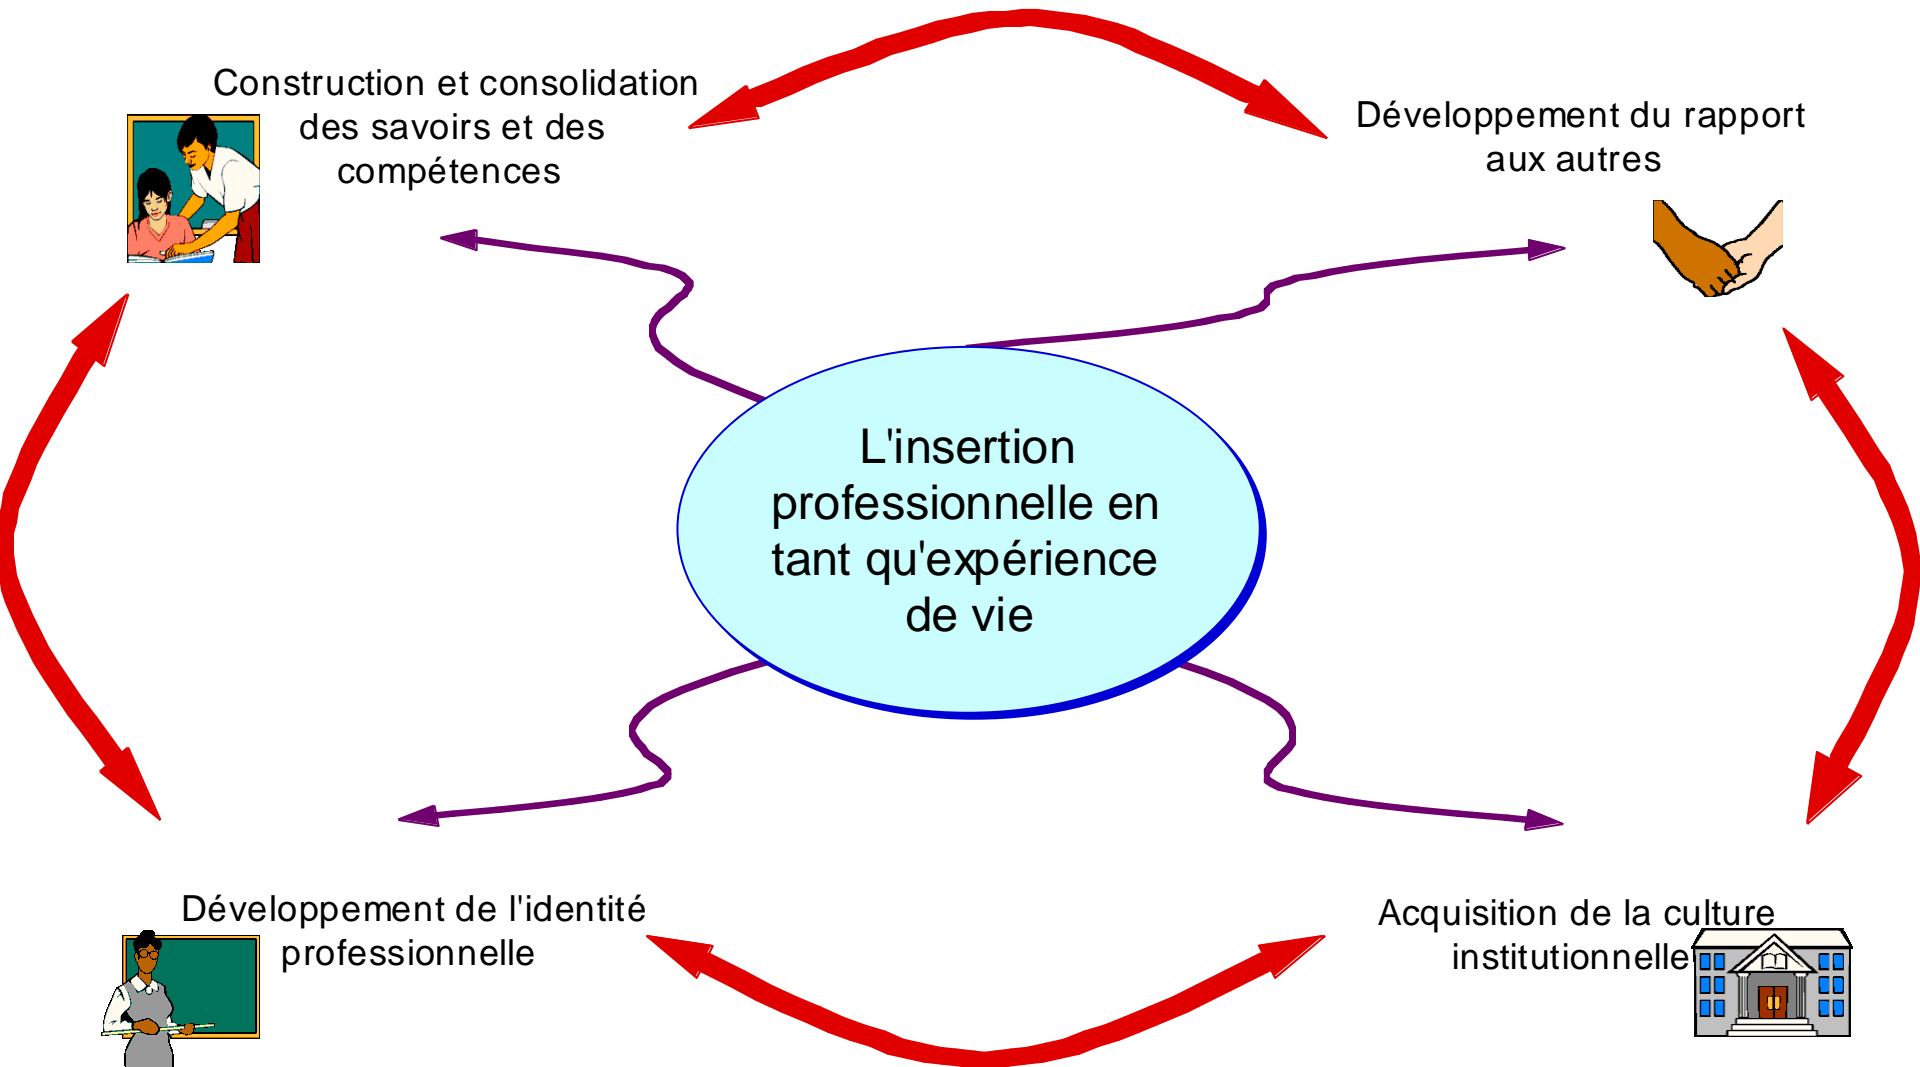 Construction et consolidation
des savoirs et des
compétences
Développement du rapport
aux autres
L'insertion
professionnelle en
tant qu'expérience
de vie
Développement de l'identité
professionnelle
Acquisition de la culture
institutionnelle